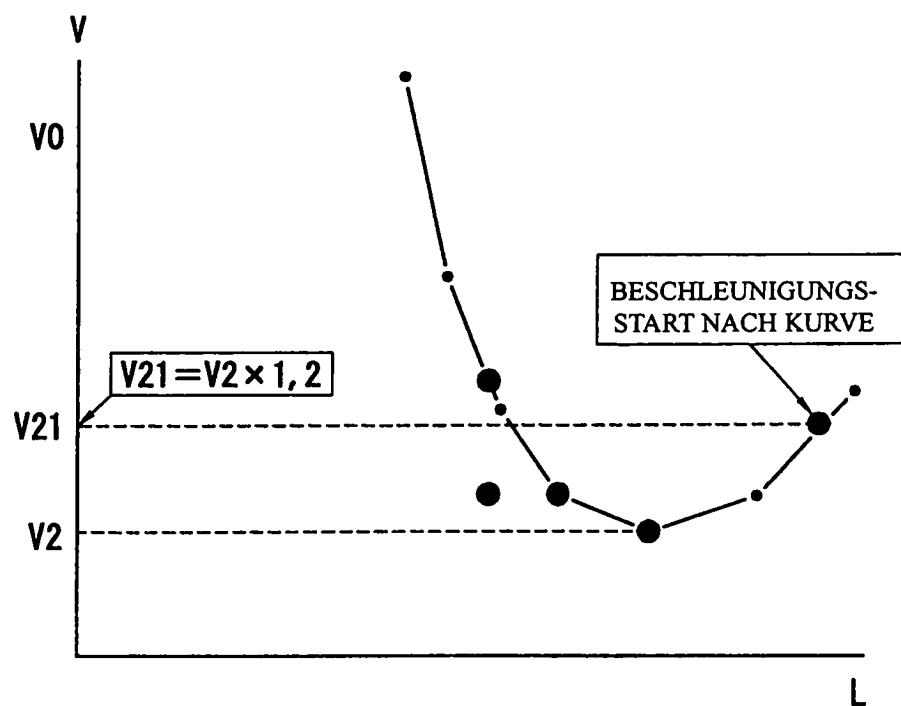 V
V0
BESCHLEUNIGUNGS-
START NACH KURVE
V21=V2×1,2
V21
V2
L